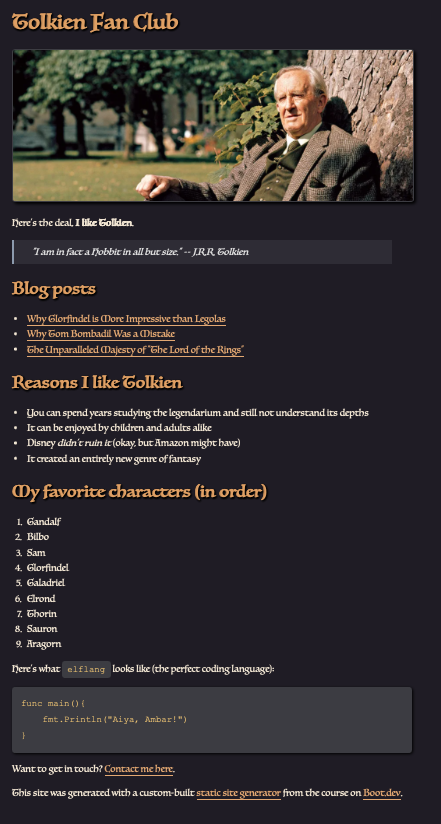 Tolkien Fan Club
Here's the deal, I like Tolkien.
"I am in fact a Hobbit in all but size." -- J.R.R. Tolkien
Blog posts
• Why Glorfindel is More Impressive than Legolas
• Why Tom Bombadil Was a Mistake
• The Unparalleled Majesty of "The Lord of the Rings"
Reasons I like Tolkien
• You can spend years studying the legendarium and still not understand its depths
• It can be enjoyed by children and adults alike
• Disney didn't ruin it (okay, but Amazon might have)
• It created an entirely new genre of fantasy
My favorite characters (in order)
1. Gandalf
2. Bilbo
3. Sam
4. Glorfindel
5. Galadriel
6. Elrond
7. Thorin
8. Sauron
9. Aragorn
Here's what elflang looks like (the perfect coding language):
func main(){
    fmt.Println("Aiya, Ambar!")
}
Want to get in touch? Contact me here.
This site was generated with a custom-built static site generator from the course on Boot.dev.